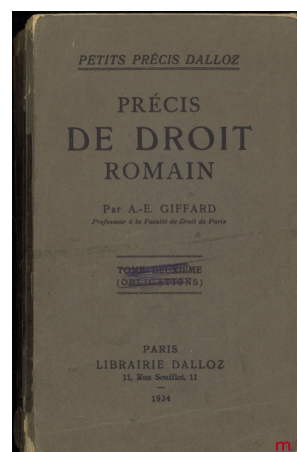 PETITS PRÉCIS DALLOZ
PRÉCIS
DE DROIT
ROMAIN
Par A.-E. GIFFARD
Professeur à la Faculté de Droit de Paris
TOME DEUXIÈME
(OBLIGATIONS)
PARIS
LIBRAIRIE DALLOZ
11, Rue Soufflot, 11
1934
m.